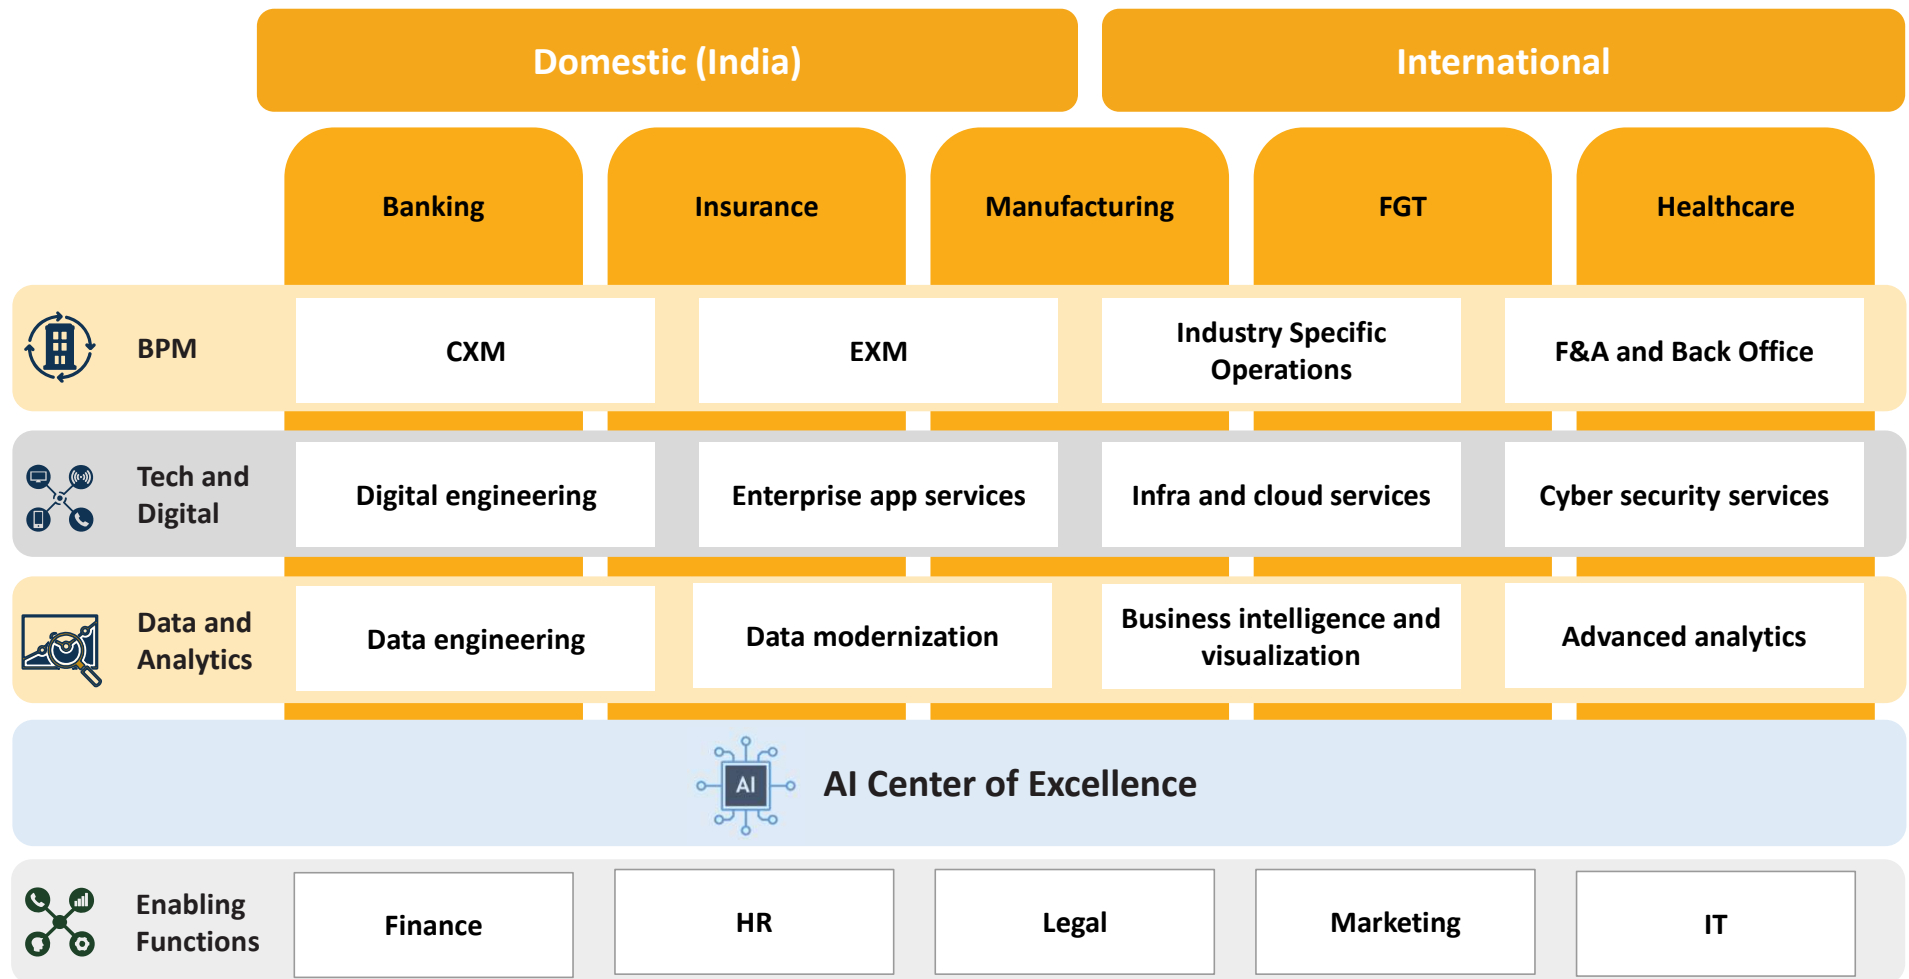 Domestic (India)
International
Banking
Insurance
Manufacturing
FGT
Healthcare
BPM
CXM
EXM
Industry Specific
Operations
F&A and Back Office
Tech and
Digital
Digital engineering
Enterprise app services
Infra and cloud services
Cyber security services
Data and
Analytics
Data engineering
Data modernization
Business intelligence and
visualization
Advanced analytics
AI
AI Center of Excellence
Enabling
Functions
Finance
HR
Legal
Marketing
IT